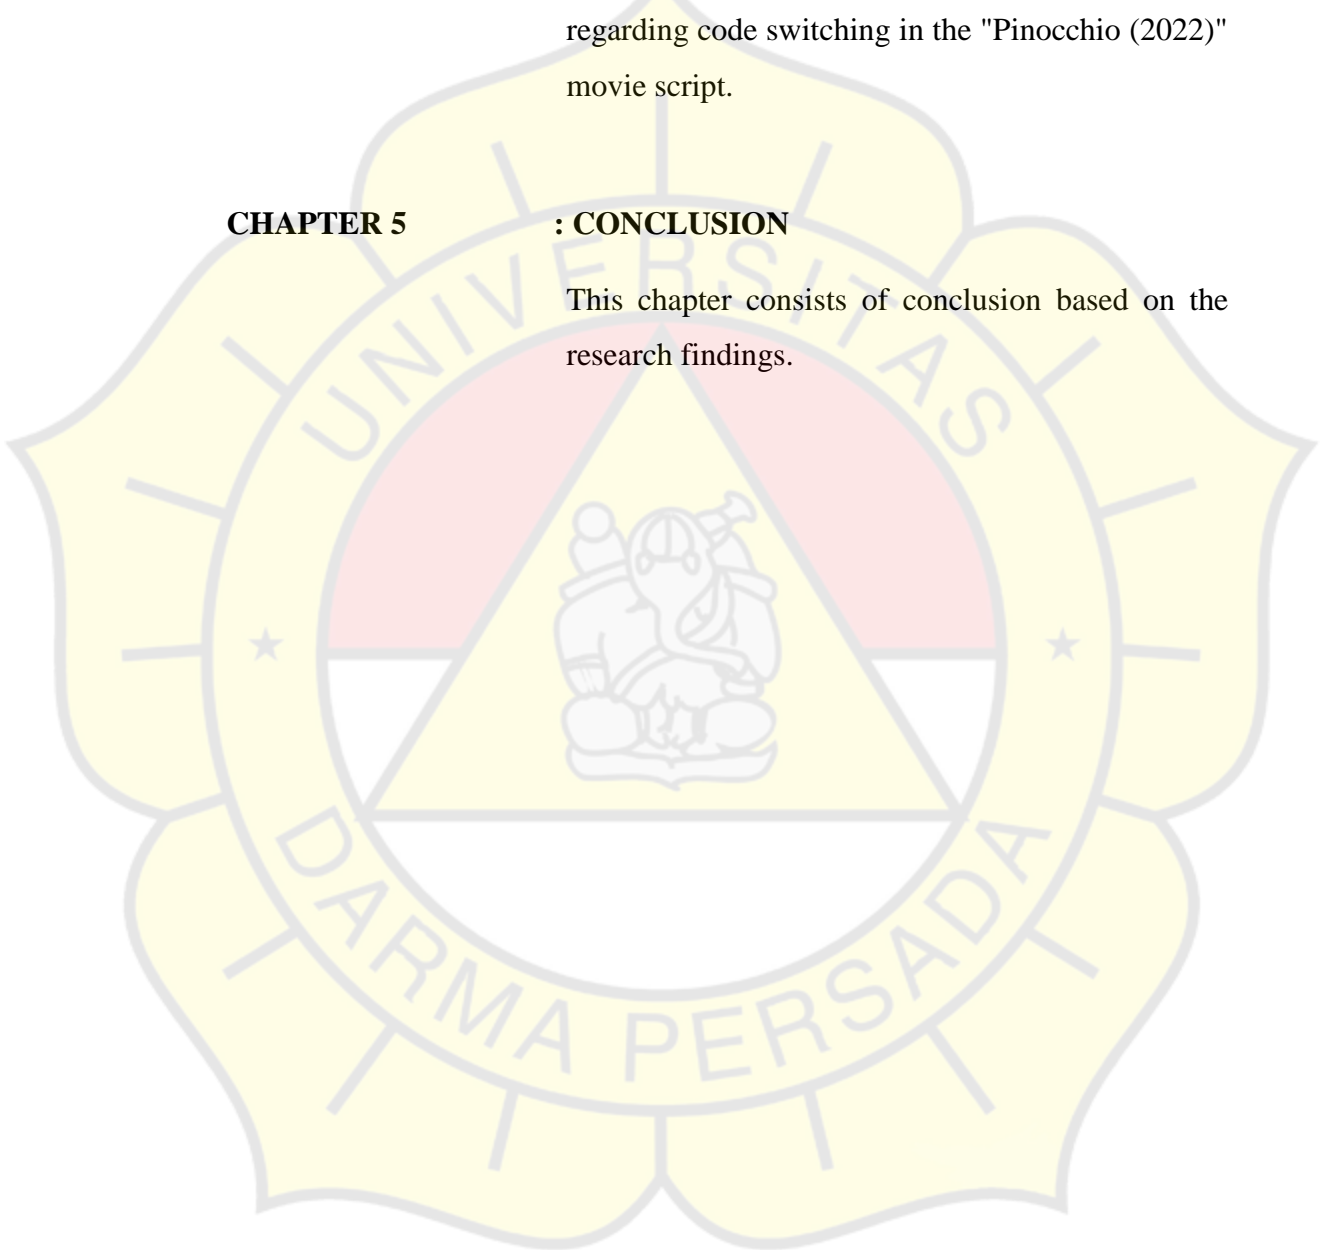 regarding code switching in the "Pinocchio (2022)"
movie script.
CHAPTER 5 : CONCLUSION
This chapter consists of conclusion based on the
research findings.
UNIVERSITAS
DARMA PERSADA